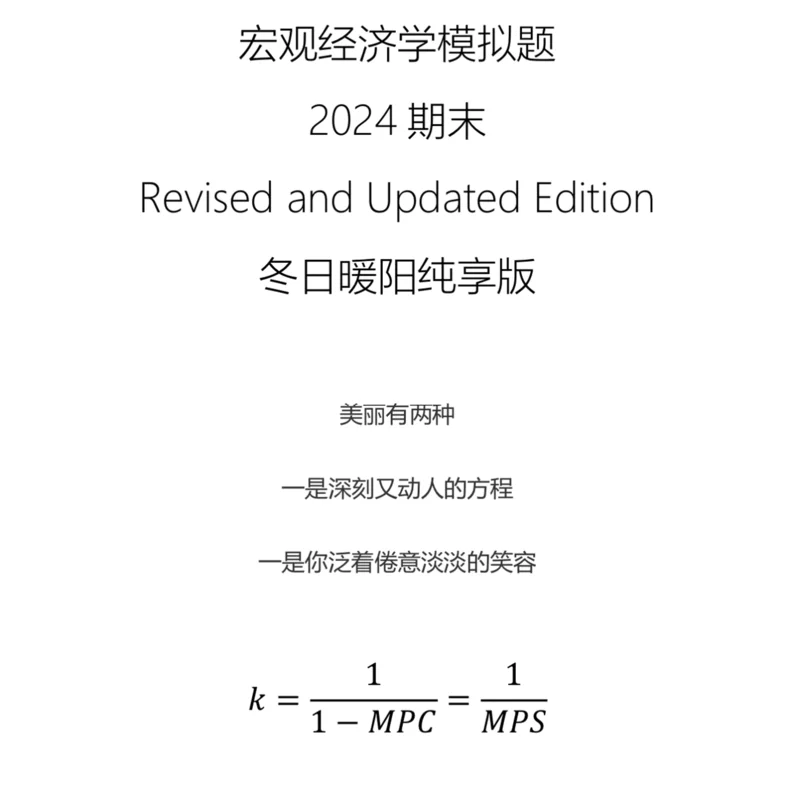 宏观经济学模拟题
2024 期末
Revised and Updated Edition
冬日暖阳纯享版
美丽有两种
一是深刻又动人的方程
一是你泛着倦意淡淡的笑容
k = 1/(1 − MPC) = 1/MPS